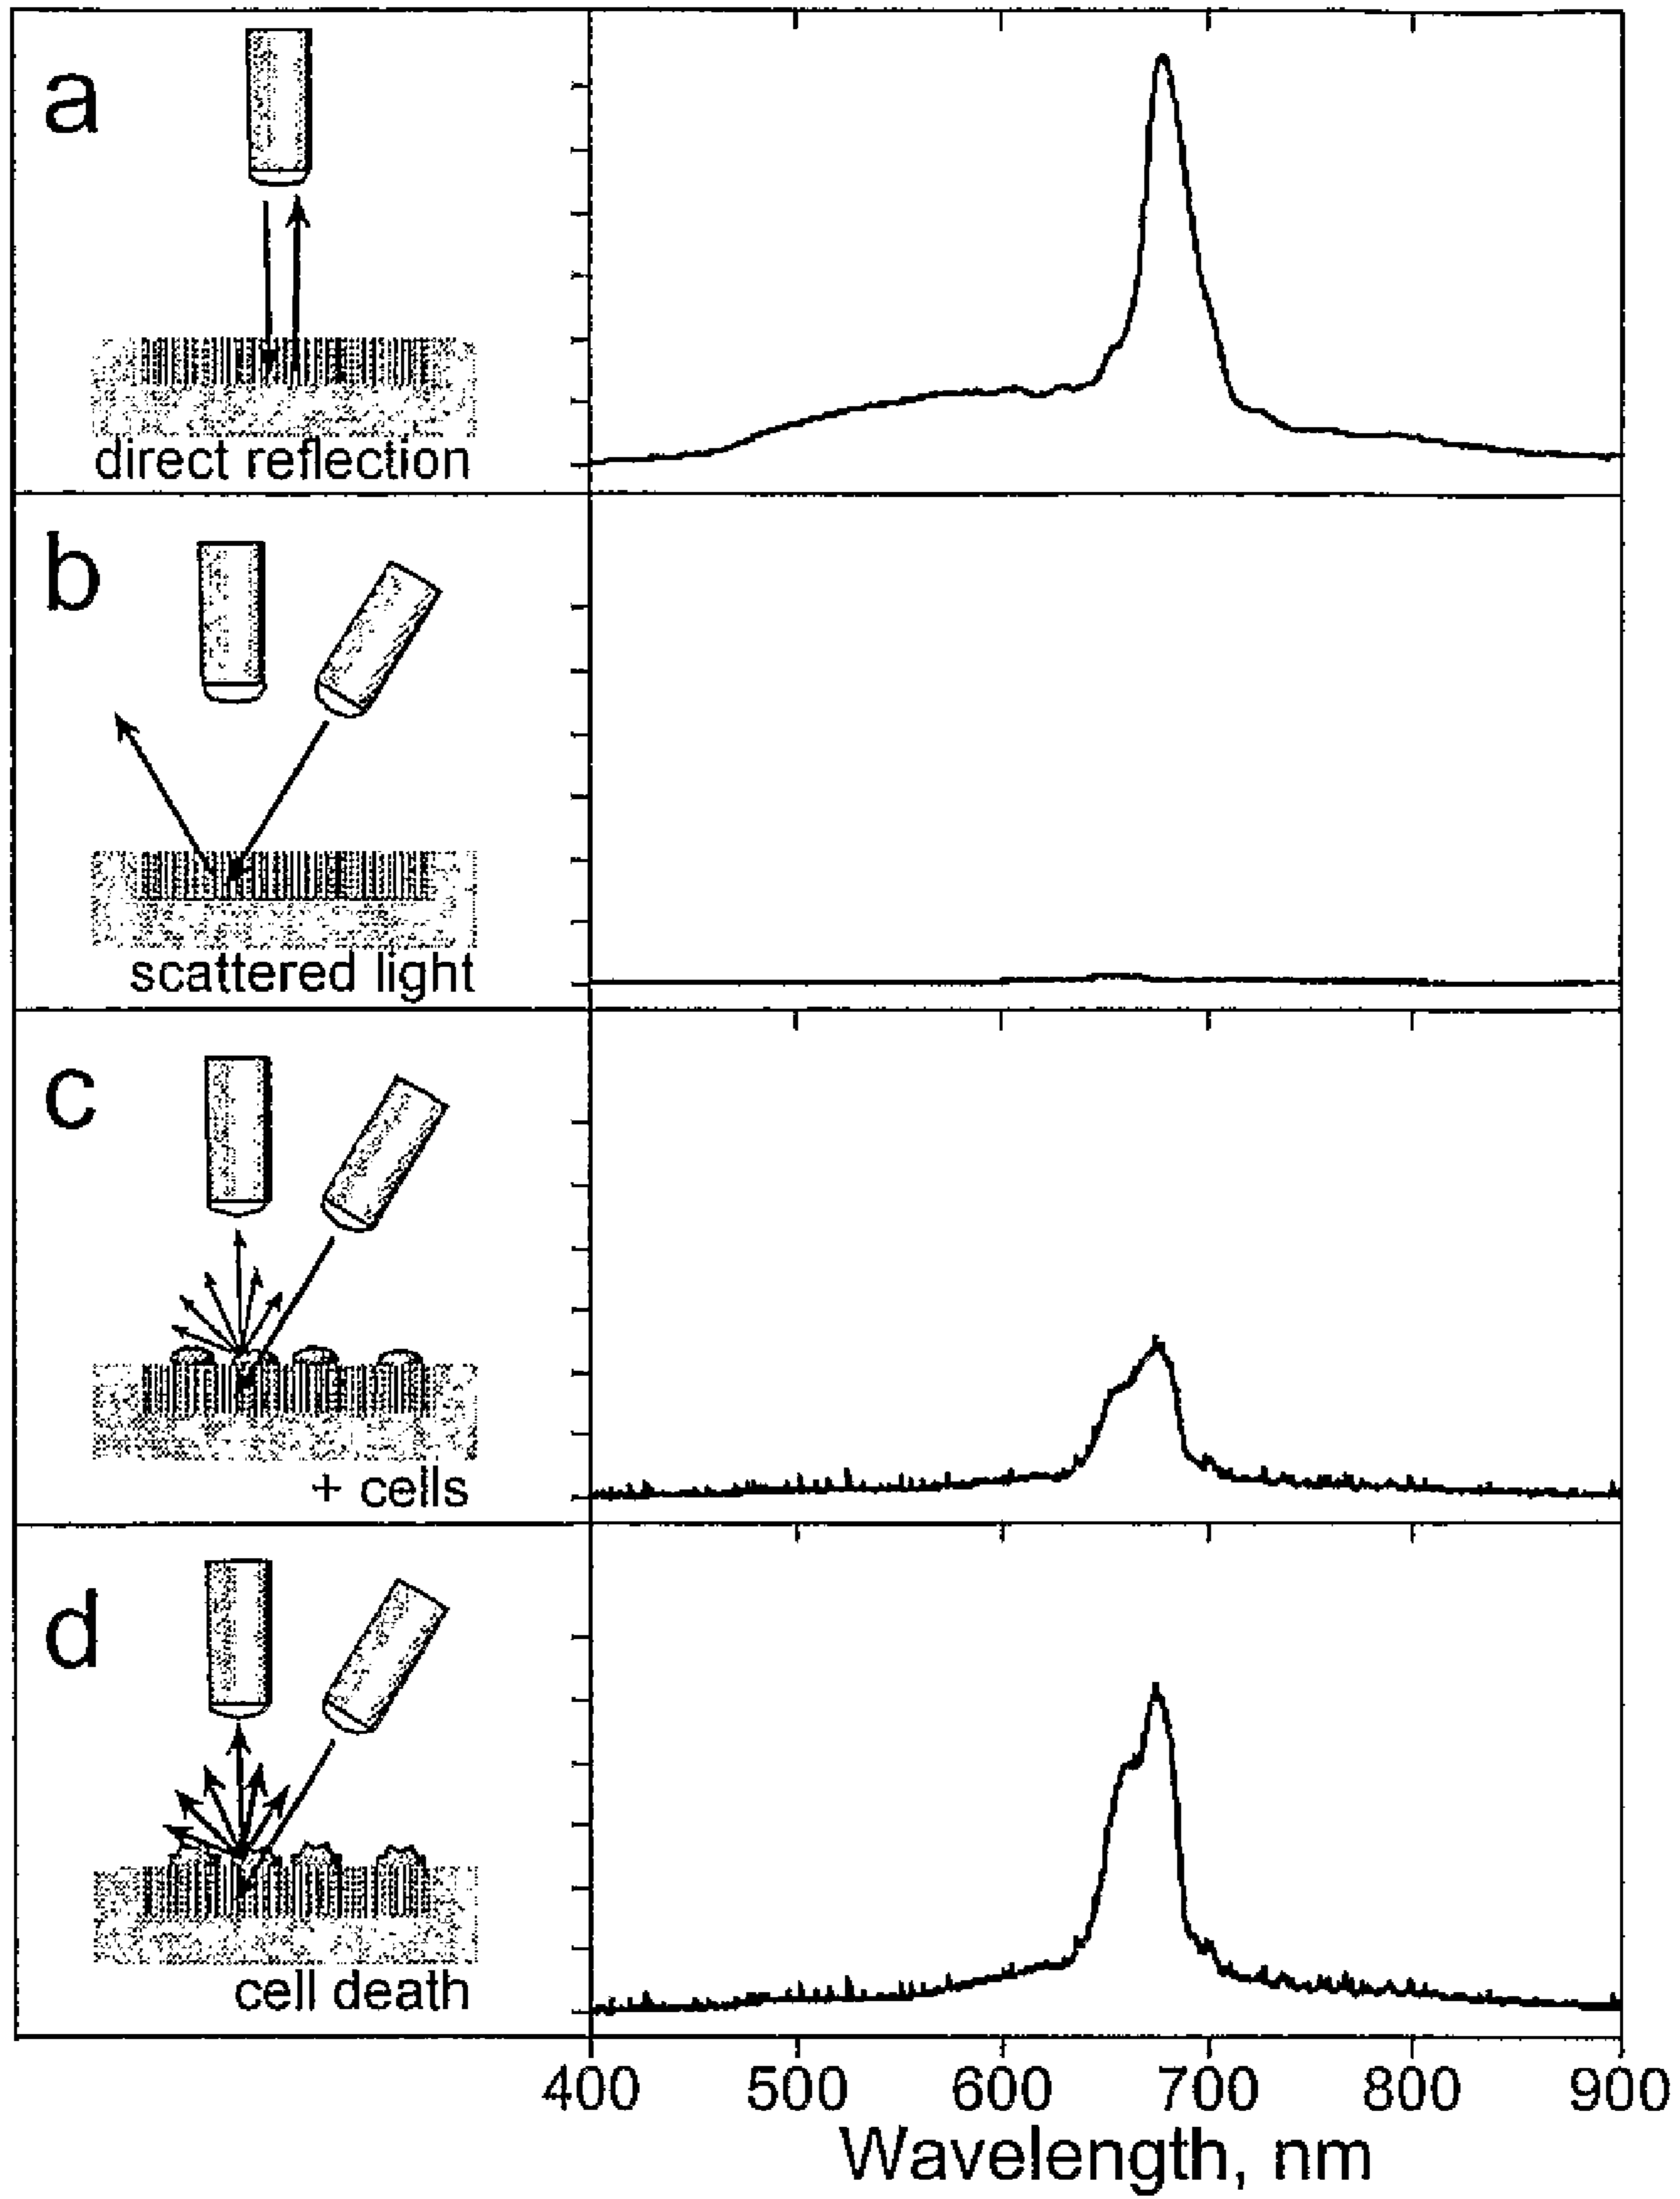 a
direct reflection
b
scattered light
c
+ cells
d
cell death
400 500 600 700 800 900
Wavelength, nm